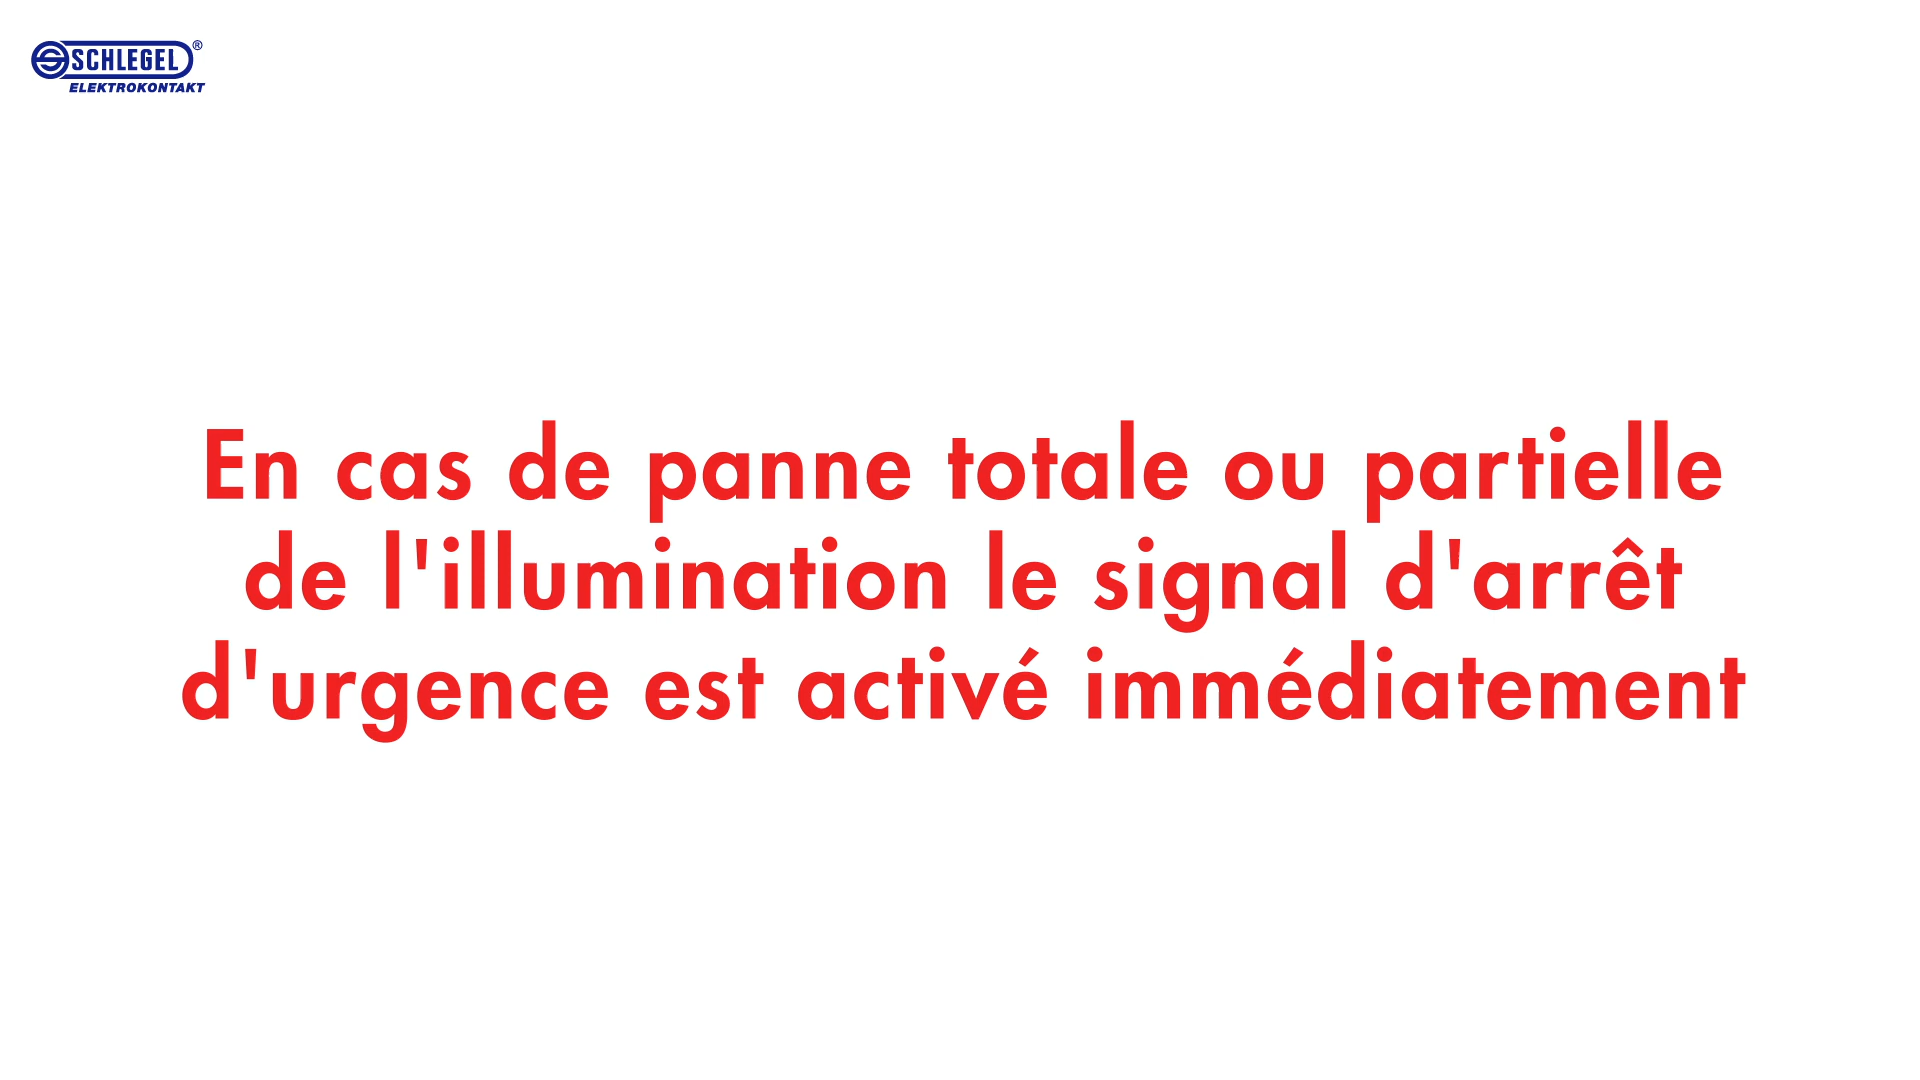 SCHLEGEL®
ELEKTROKONTAKT
En cas de panne totale ou partielle
de l'illumination le signal d'arrêt
d'urgence est activé immédiatement